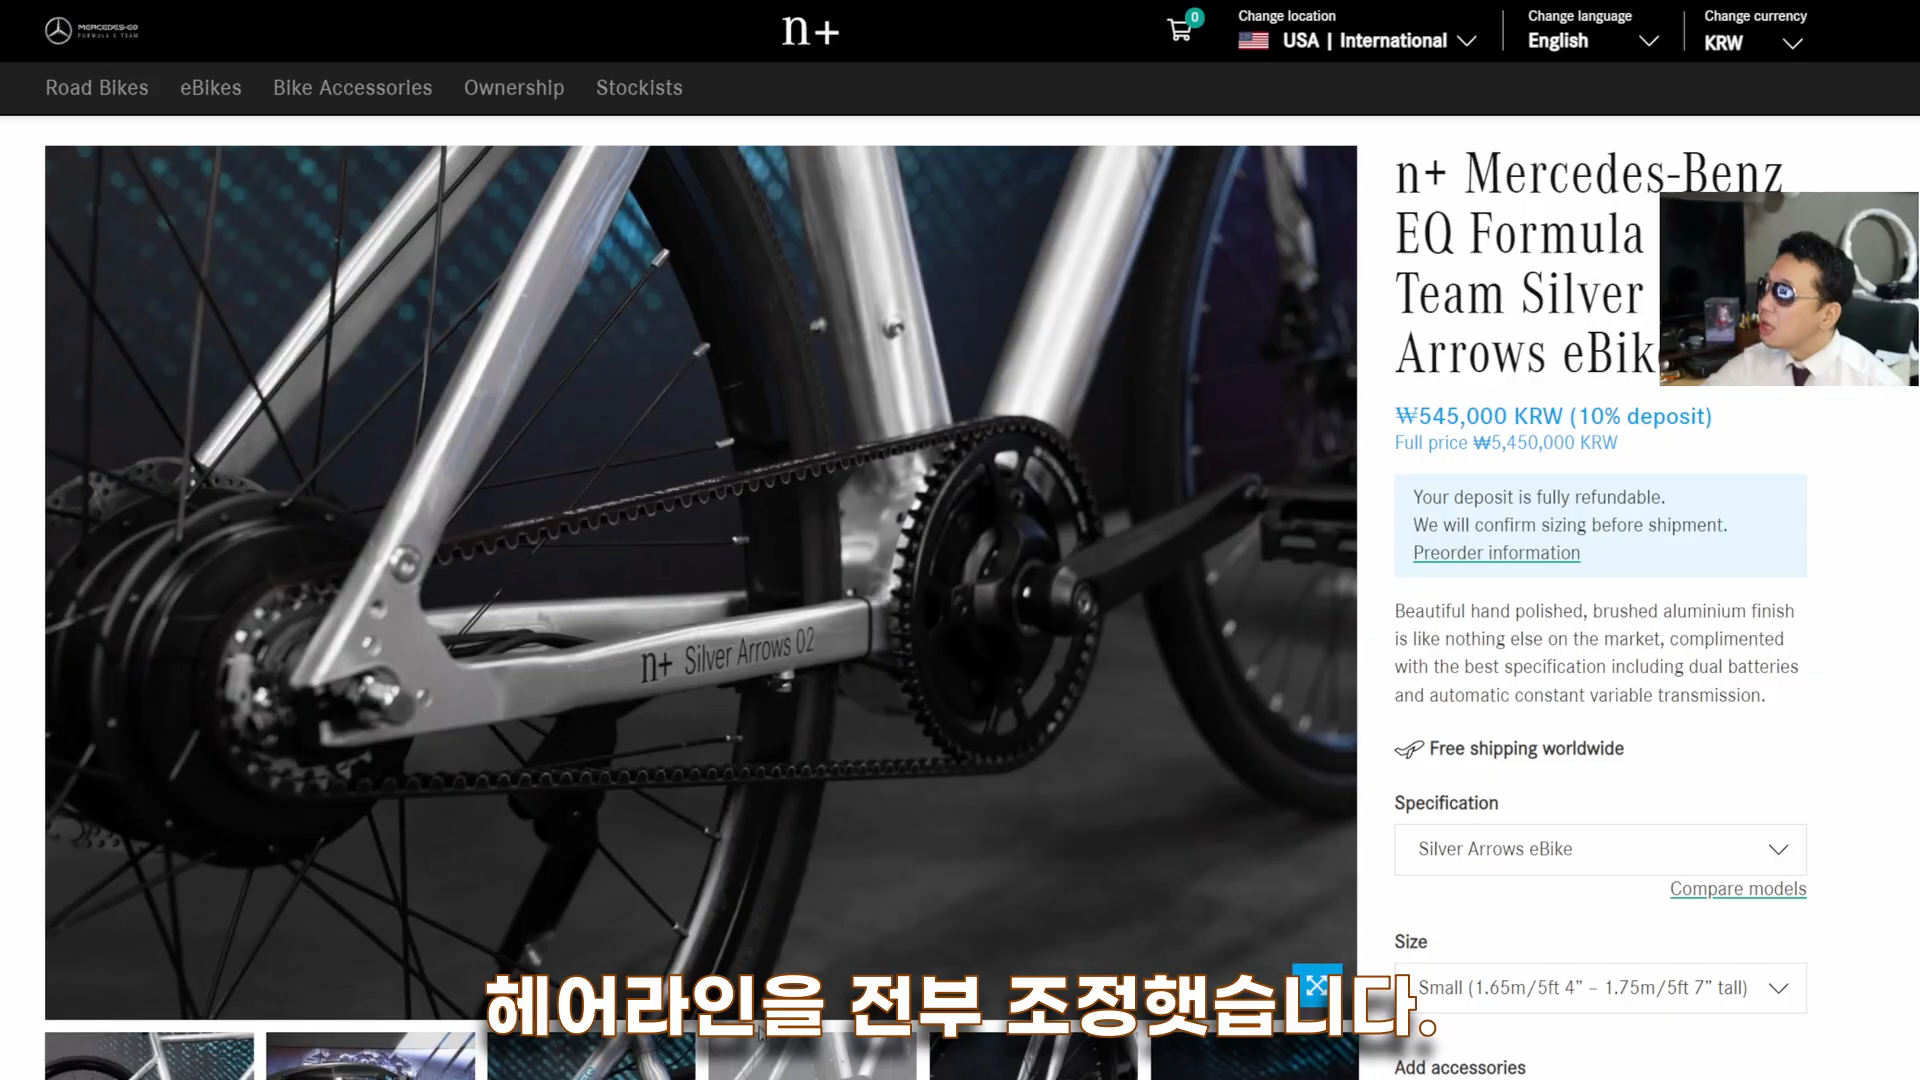 MERCEDES-EQ
FORMULA E TEAM
n+
0
Change location
USA | International
Change language
English
Change currency
KRW
Road Bikes
eBikes
Bike Accessories
Ownership
Stockists
n+ Mercedes-Benz
EQ Formula
Team Silver
Arrows eBik
₩545,000 KRW (10% deposit)
Full price ₩5,450,000 KRW
Your deposit is fully refundable.
We will confirm sizing before shipment.
Preorder information
Beautiful hand polished, brushed aluminium finish
is like nothing else on the market, complimented
with the best specification including dual batteries
and automatic constant variable transmission.
Free shipping worldwide
Specification
Silver Arrows eBike
Compare models
Size
Small (1.65m/5ft 4” – 1.75m/5ft 7” tall)
Add accessories
n+ Silver Arrows 02
헤어라인을 전부 조정햇습니다.